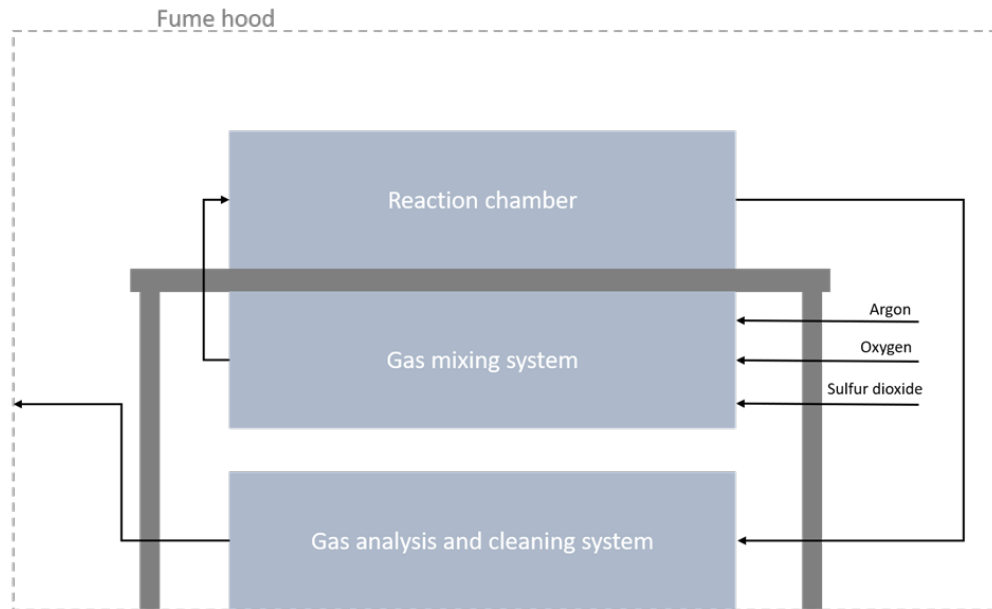 Fume hood
Reaction chamber
Argon
Gas mixing system
Oxygen
Sulfur dioxide
Gas analysis and cleaning system